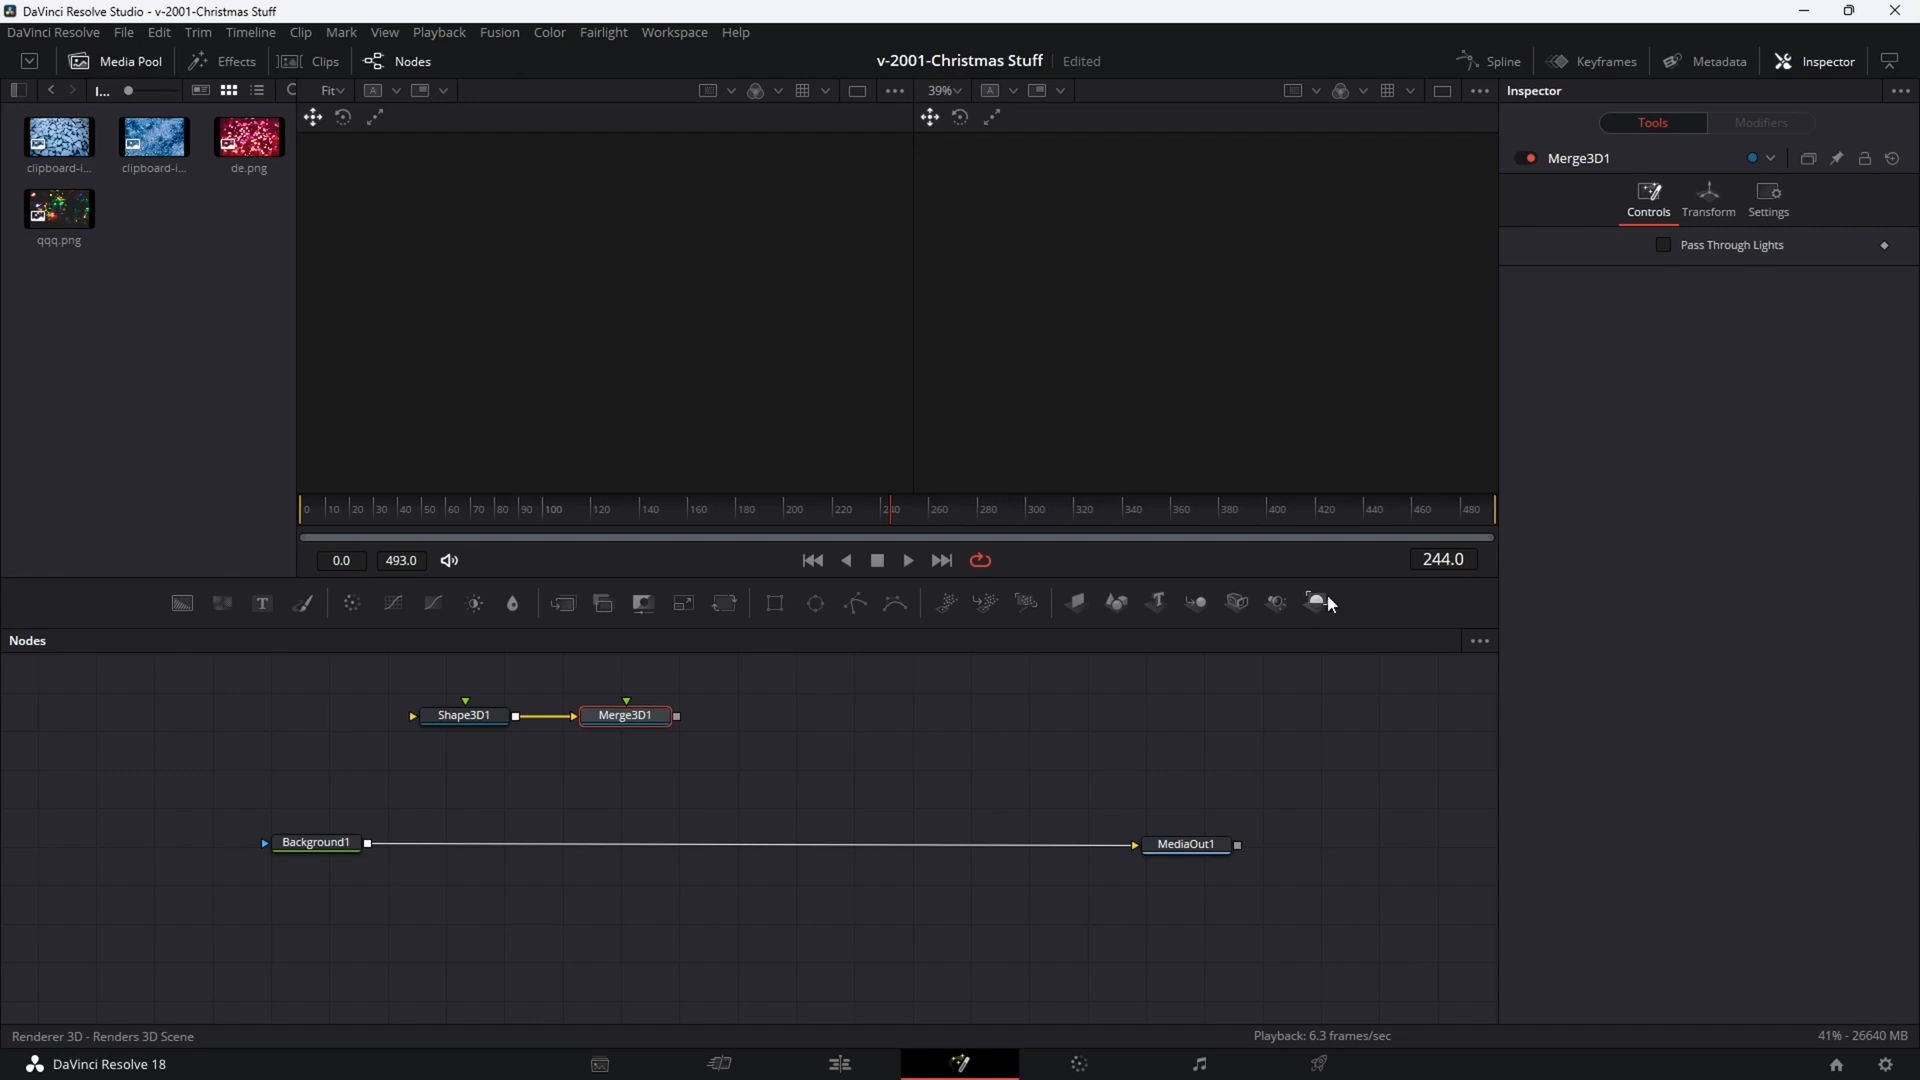 DaVinci Resolve Studio - v-2001-Christmas Stuff
DaVinci Resolve File Edit Trim Timeline Clip Mark View Playback Fusion Color Fairlight Workspace Help
Media Pool Effects Clips Nodes v-2001-Christmas Stuff Edited Spline Keyframes Metadata Inspector
I... Fit A 39% A Inspector
Tools Modifiers
clipboard-i... clipboard-i... de.png
Merge3D1
qqq.png
Controls Transform Settings
Pass Through Lights
0 10 20 30 40 50 60 70 80 90 100 120 140 160 180 200 220 240 260 280 300 320 340 360 380 400 420 440 460 480
0.0 493.0 244.0
T T
Nodes
Shape3D1 Merge3D1
Background1 MediaOut1
Renderer 3D - Renders 3D Scene Playback: 6.3 frames/sec 41% - 26640 MB
DaVinci Resolve 18